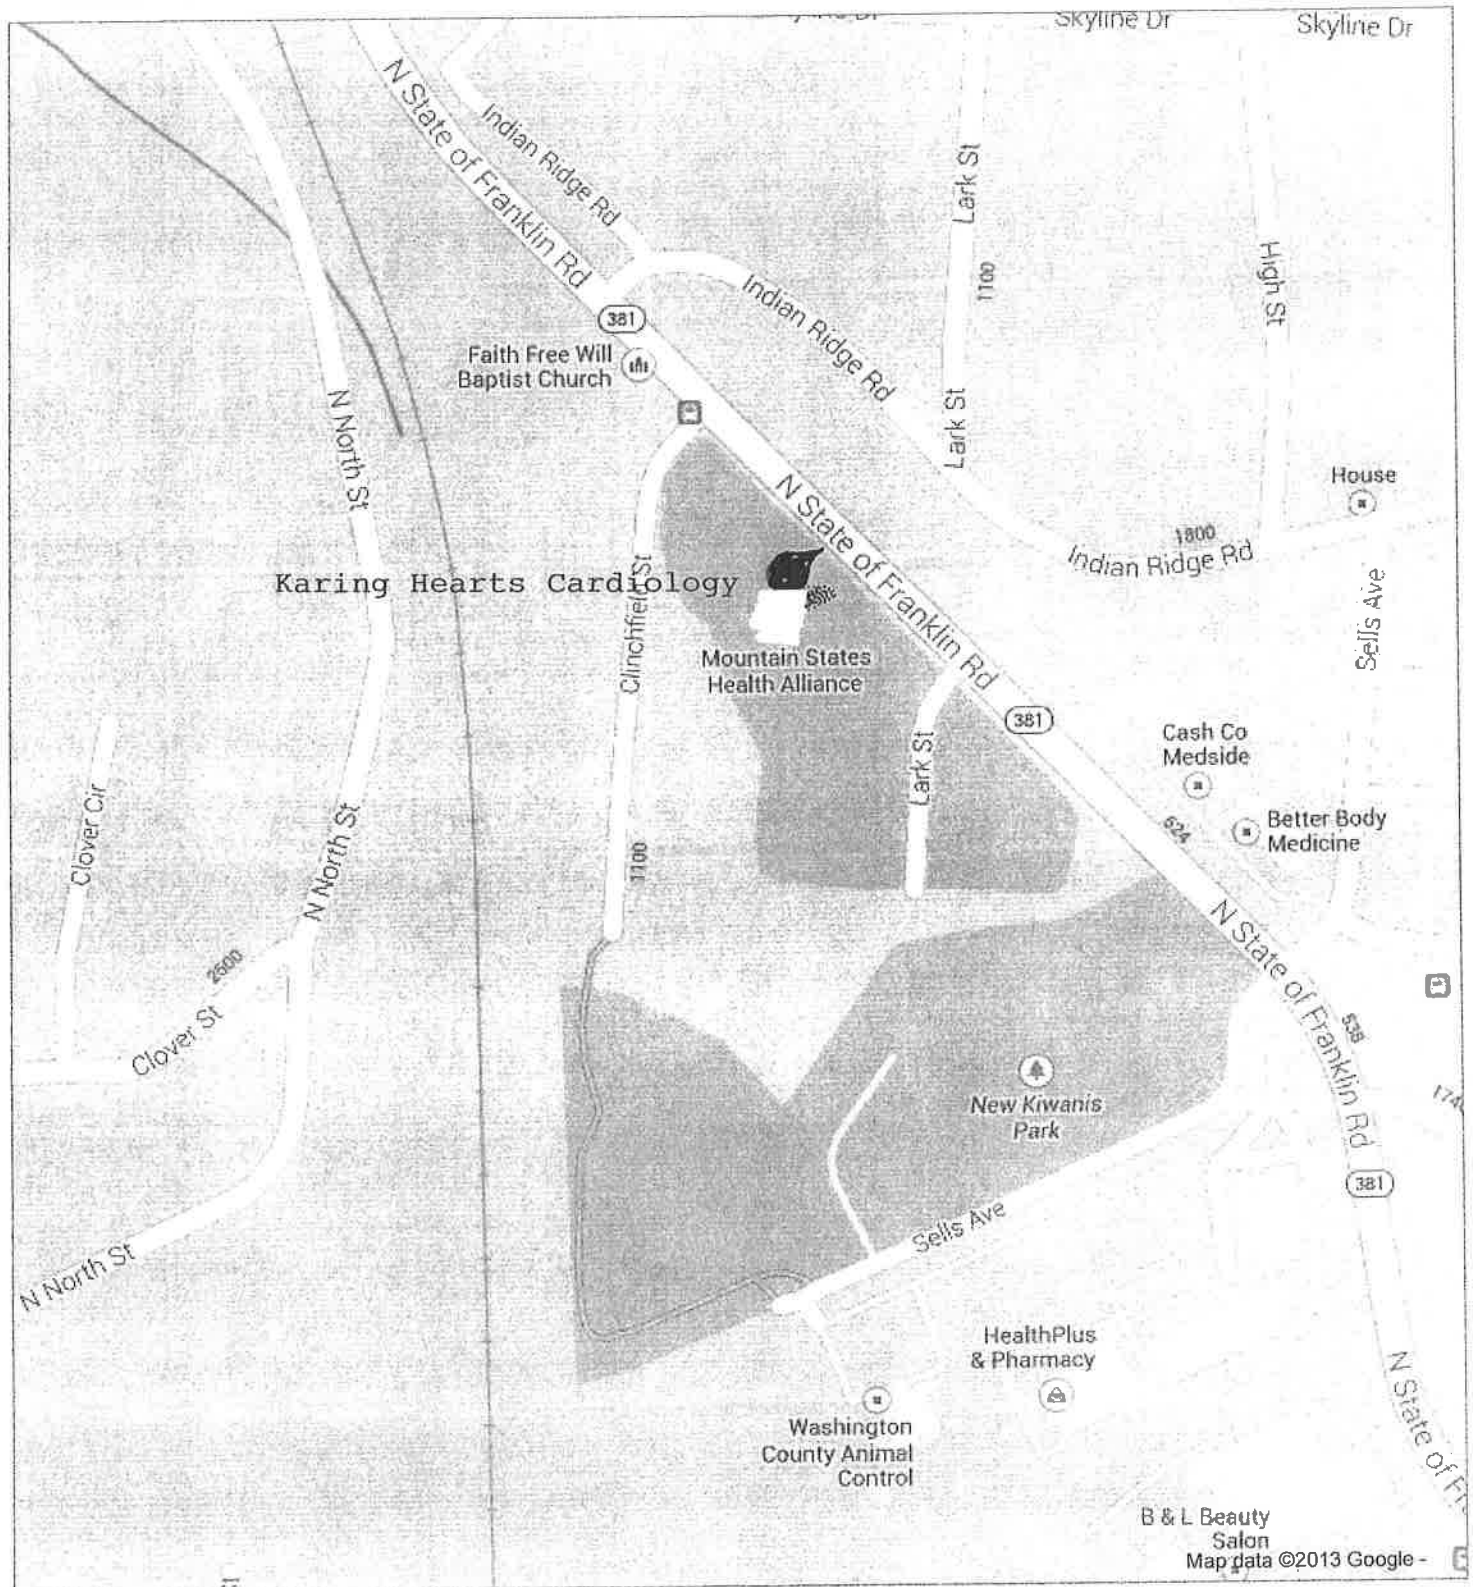 Skyline Dr
Skyline Dr
N State of Franklin Rd
Indian Ridge Rd
Lark St
1100
High St
Indian Ridge Rd
381
Faith Free Will
Baptist Church
N North St
Lark St
House
N State of Franklin Rd
1800
Indian Ridge Rd
Karing Hearts Cardiology
Clinchfield St
Sells Ave
Mountain States
Health Alliance
381
Lark St
Cash Co
Medside
624
Better Body
Medicine
Clover Cir
N North St
1100
N State of Franklin Rd
2500
Clover St
538
New Kiwanis
Park
174
381
Sells Ave
N North St
HealthPlus
& Pharmacy
Washington
County Animal
Control
N State of Fr
B & L Beauty
Salon
Map data ©2013 Google -